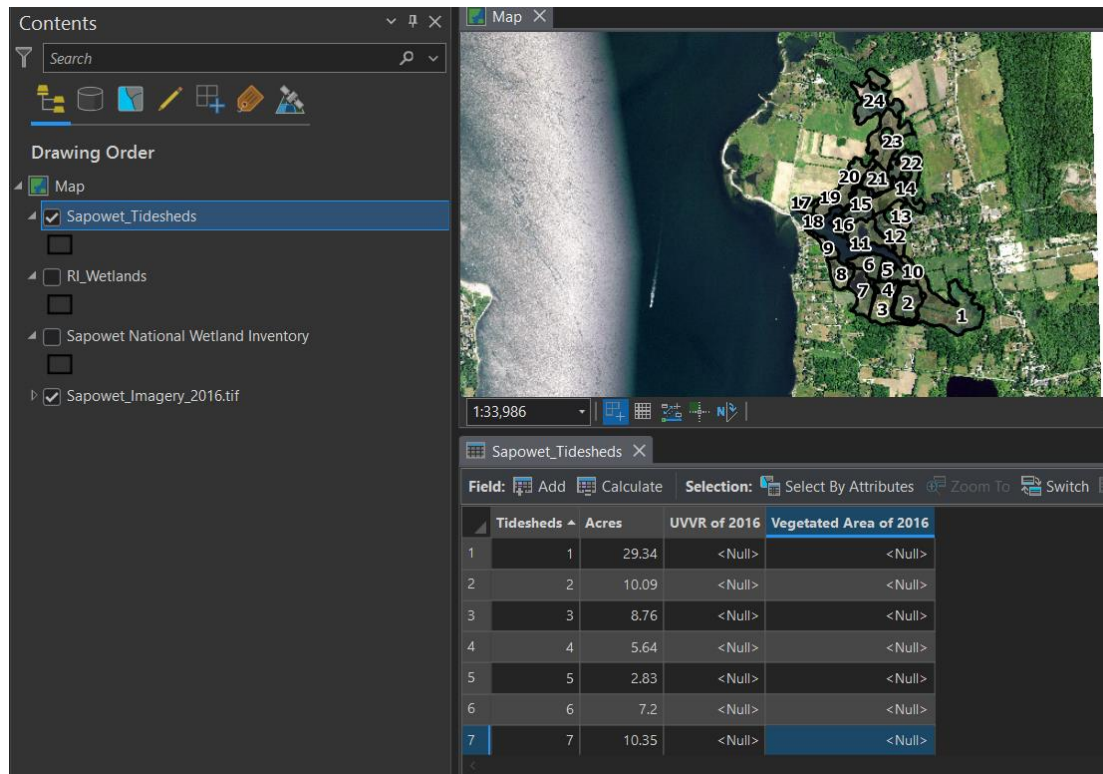 Contents
Search
Drawing Order
Map
Sapowet_Tidesheds
RI_Wetlands
Sapowet National Wetland Inventory
Sapowet_Imagery_2016.tif
Map
24
23
22
20 21
14
17 19 15
13
18 16
12
9 11
6 5 10
8
7 4
3 2
1
1:33,986
Sapowet_Tidesheds
Field: Add Calculate Selection: Select By Attributes Zoom To Switch
Tidesheds Acres UVVR of 2016 Vegetated Area of 2016
1 1 29.34 <Null> <Null>
2 2 10.09 <Null> <Null>
3 3 8.76 <Null> <Null>
4 4 5.64 <Null> <Null>
5 5 2.83 <Null> <Null>
6 6 7.2 <Null> <Null>
7 7 10.35 <Null> <Null>